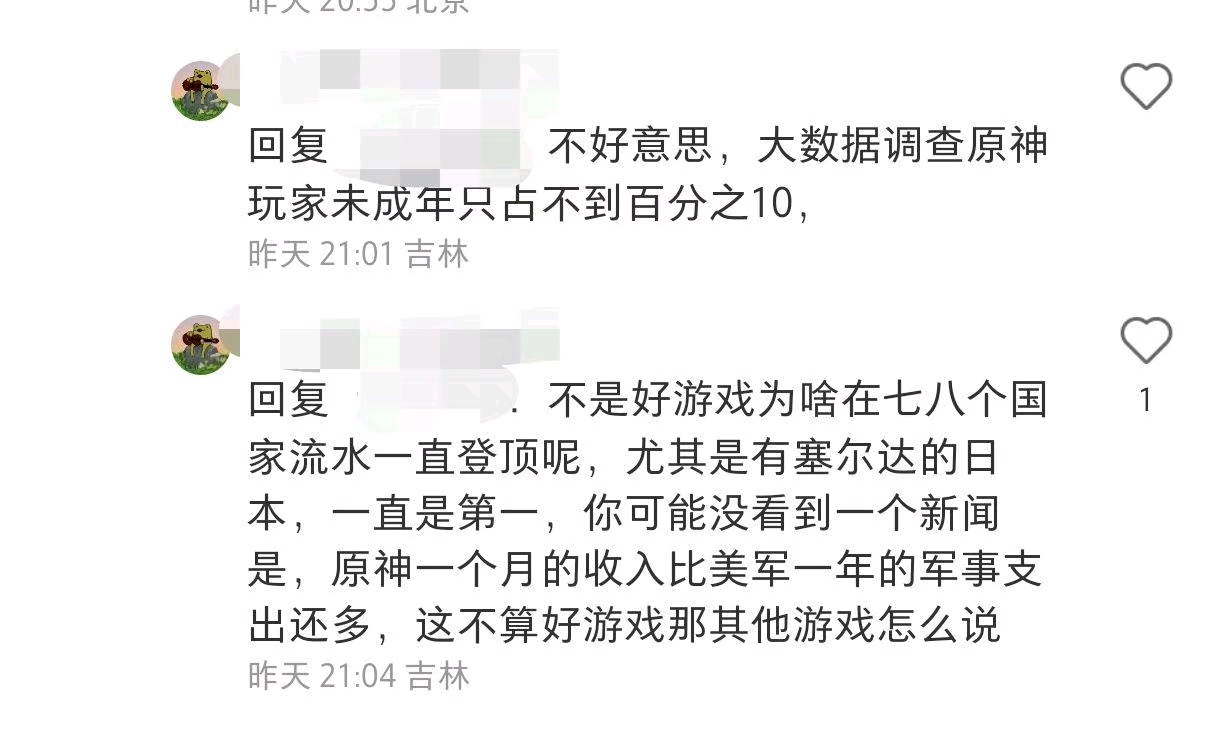 昨天 20:55 北京
回复 不好意思，大数据调查原神
玩家未成年只占不到百分之10，
昨天 21:01 吉林
回复 . 不是好游戏为啥在七八个国
1
家流水一直登顶呢，尤其是有塞尔达的日
本，一直是第一，你可能没看到一个新闻
是，原神一个月的收入比美军一年的军事支
出还多，这不算好游戏那其他游戏怎么说
昨天 21:04 吉林